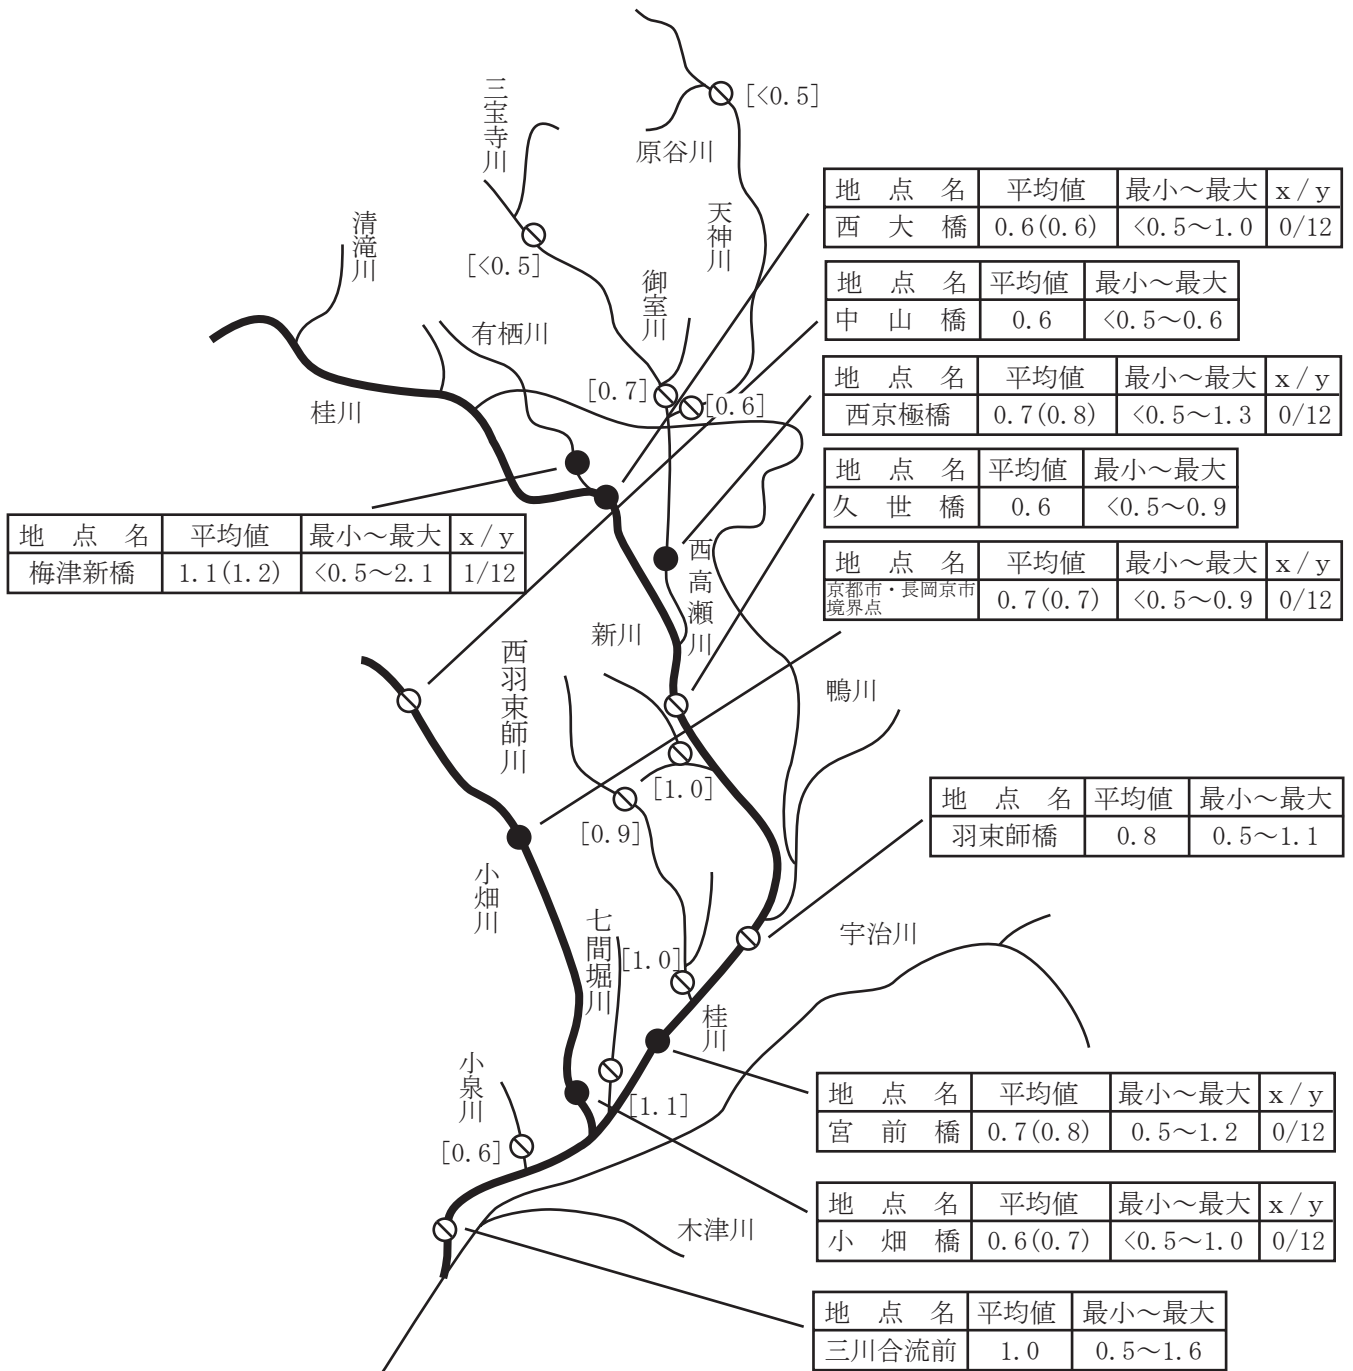 [<0.5]
三宝寺川
原谷川
地 点 名 平均値 最小～最大 x/y
西 大 橋 0.6(0.6) <0.5～1.0 0/12
天神川
清滝川
[<0.5]
御室川
地 点 名 平均値 最小～最大
中 山 橋 0.6 <0.5～0.6
有栖川
桂川
[0.7]
[0.6]
地 点 名 平均値 最小～最大 x/y
西京極橋 0.7(0.8) <0.5～1.3 0/12
地 点 名 平均値 最小～最大
久 世 橋 0.6 <0.5～0.9
地 点 名 平均値 最小～最大 x/y
梅津新橋 1.1(1.2) <0.5～2.1 1/12
西高瀬川
地 点 名 平均値 最小～最大 x/y
京都市・長岡京市
境界点 0.7(0.7) <0.5～0.9 0/12
新川
西羽束師川
鴨川
[1.0]
[0.9]
地 点 名 平均値 最小～最大
羽束師橋 0.8 0.5～1.1
小畑川
七間堀川
宇治川
[1.0]
桂川
小泉川
地 点 名 平均値 最小～最大 x/y
宮 前 橋 0.7(0.8) 0.5～1.2 0/12
[1.1]
[0.6]
地 点 名 平均値 最小～最大 x/y
小 畑 橋 0.6(0.7) <0.5～1.0 0/12
木津川
地 点 名 平均値 最小～最大
三川合流前 1.0 0.5～1.6